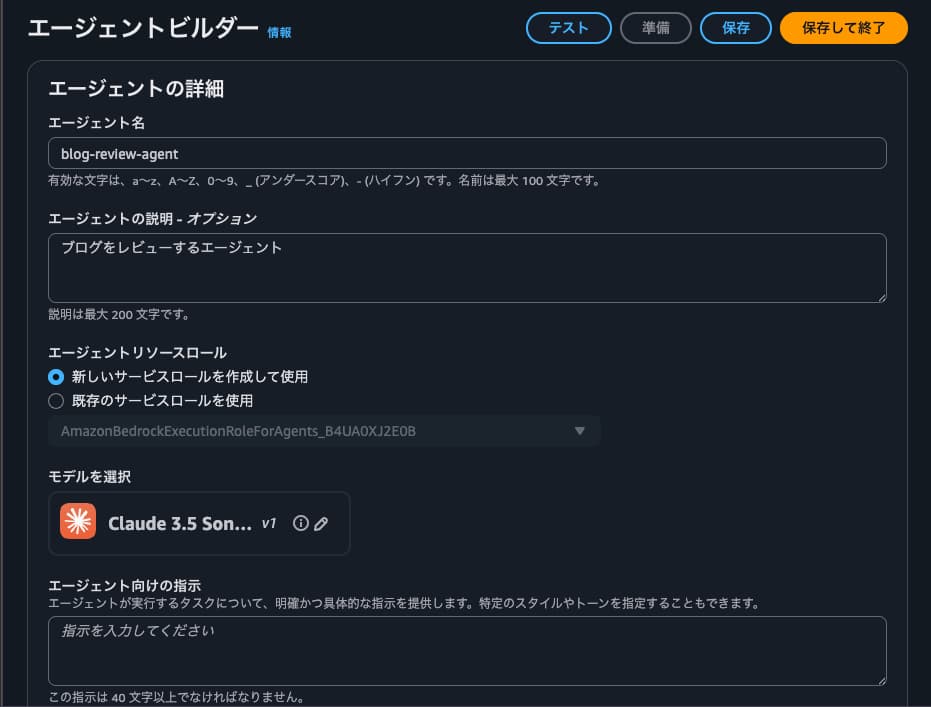 エージェントビルダー 情報
テスト 準備 保存 保存して終了
エージェントの詳細
エージェント名
blog-review-agent
有効な文字は、a〜z、A〜Z、0〜9、_ (アンダースコア)、- (ハイフン) です。名前は最大 100 文字です。
エージェントの説明 - オプション
ブログをレビューするエージェント
説明は最大 200 文字です。
エージェントリソースロール
新しいサービスロールを作成して使用
既存のサービスロールを使用
AmazonBedrockExecutionRoleForAgents_B4UA0XJ2E0B
モデルを選択
Claude 3.5 Son... v1
エージェント向けの指示
エージェントが実行するタスクについて、明確かつ具体的な指示を提供します。特定のスタイルやトーンを指定することもできます。
指示を入力してください
この指示は 40 文字以上でなければなりません。